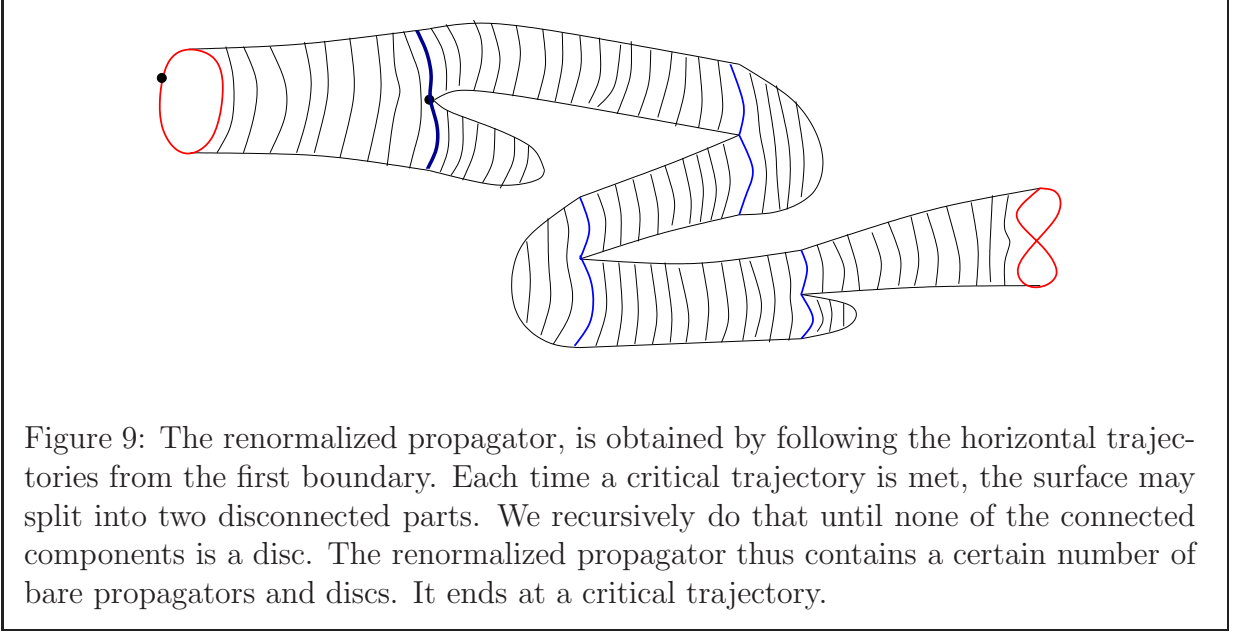 Figure 9: The renormalized propagator, is obtained by following the horizontal trajec-
tories from the first boundary. Each time a critical trajectory is met, the surface may
split into two disconnected parts. We recursively do that until none of the connected
components is a disc. The renormalized propagator thus contains a certain number of
bare propagators and discs. It ends at a critical trajectory.